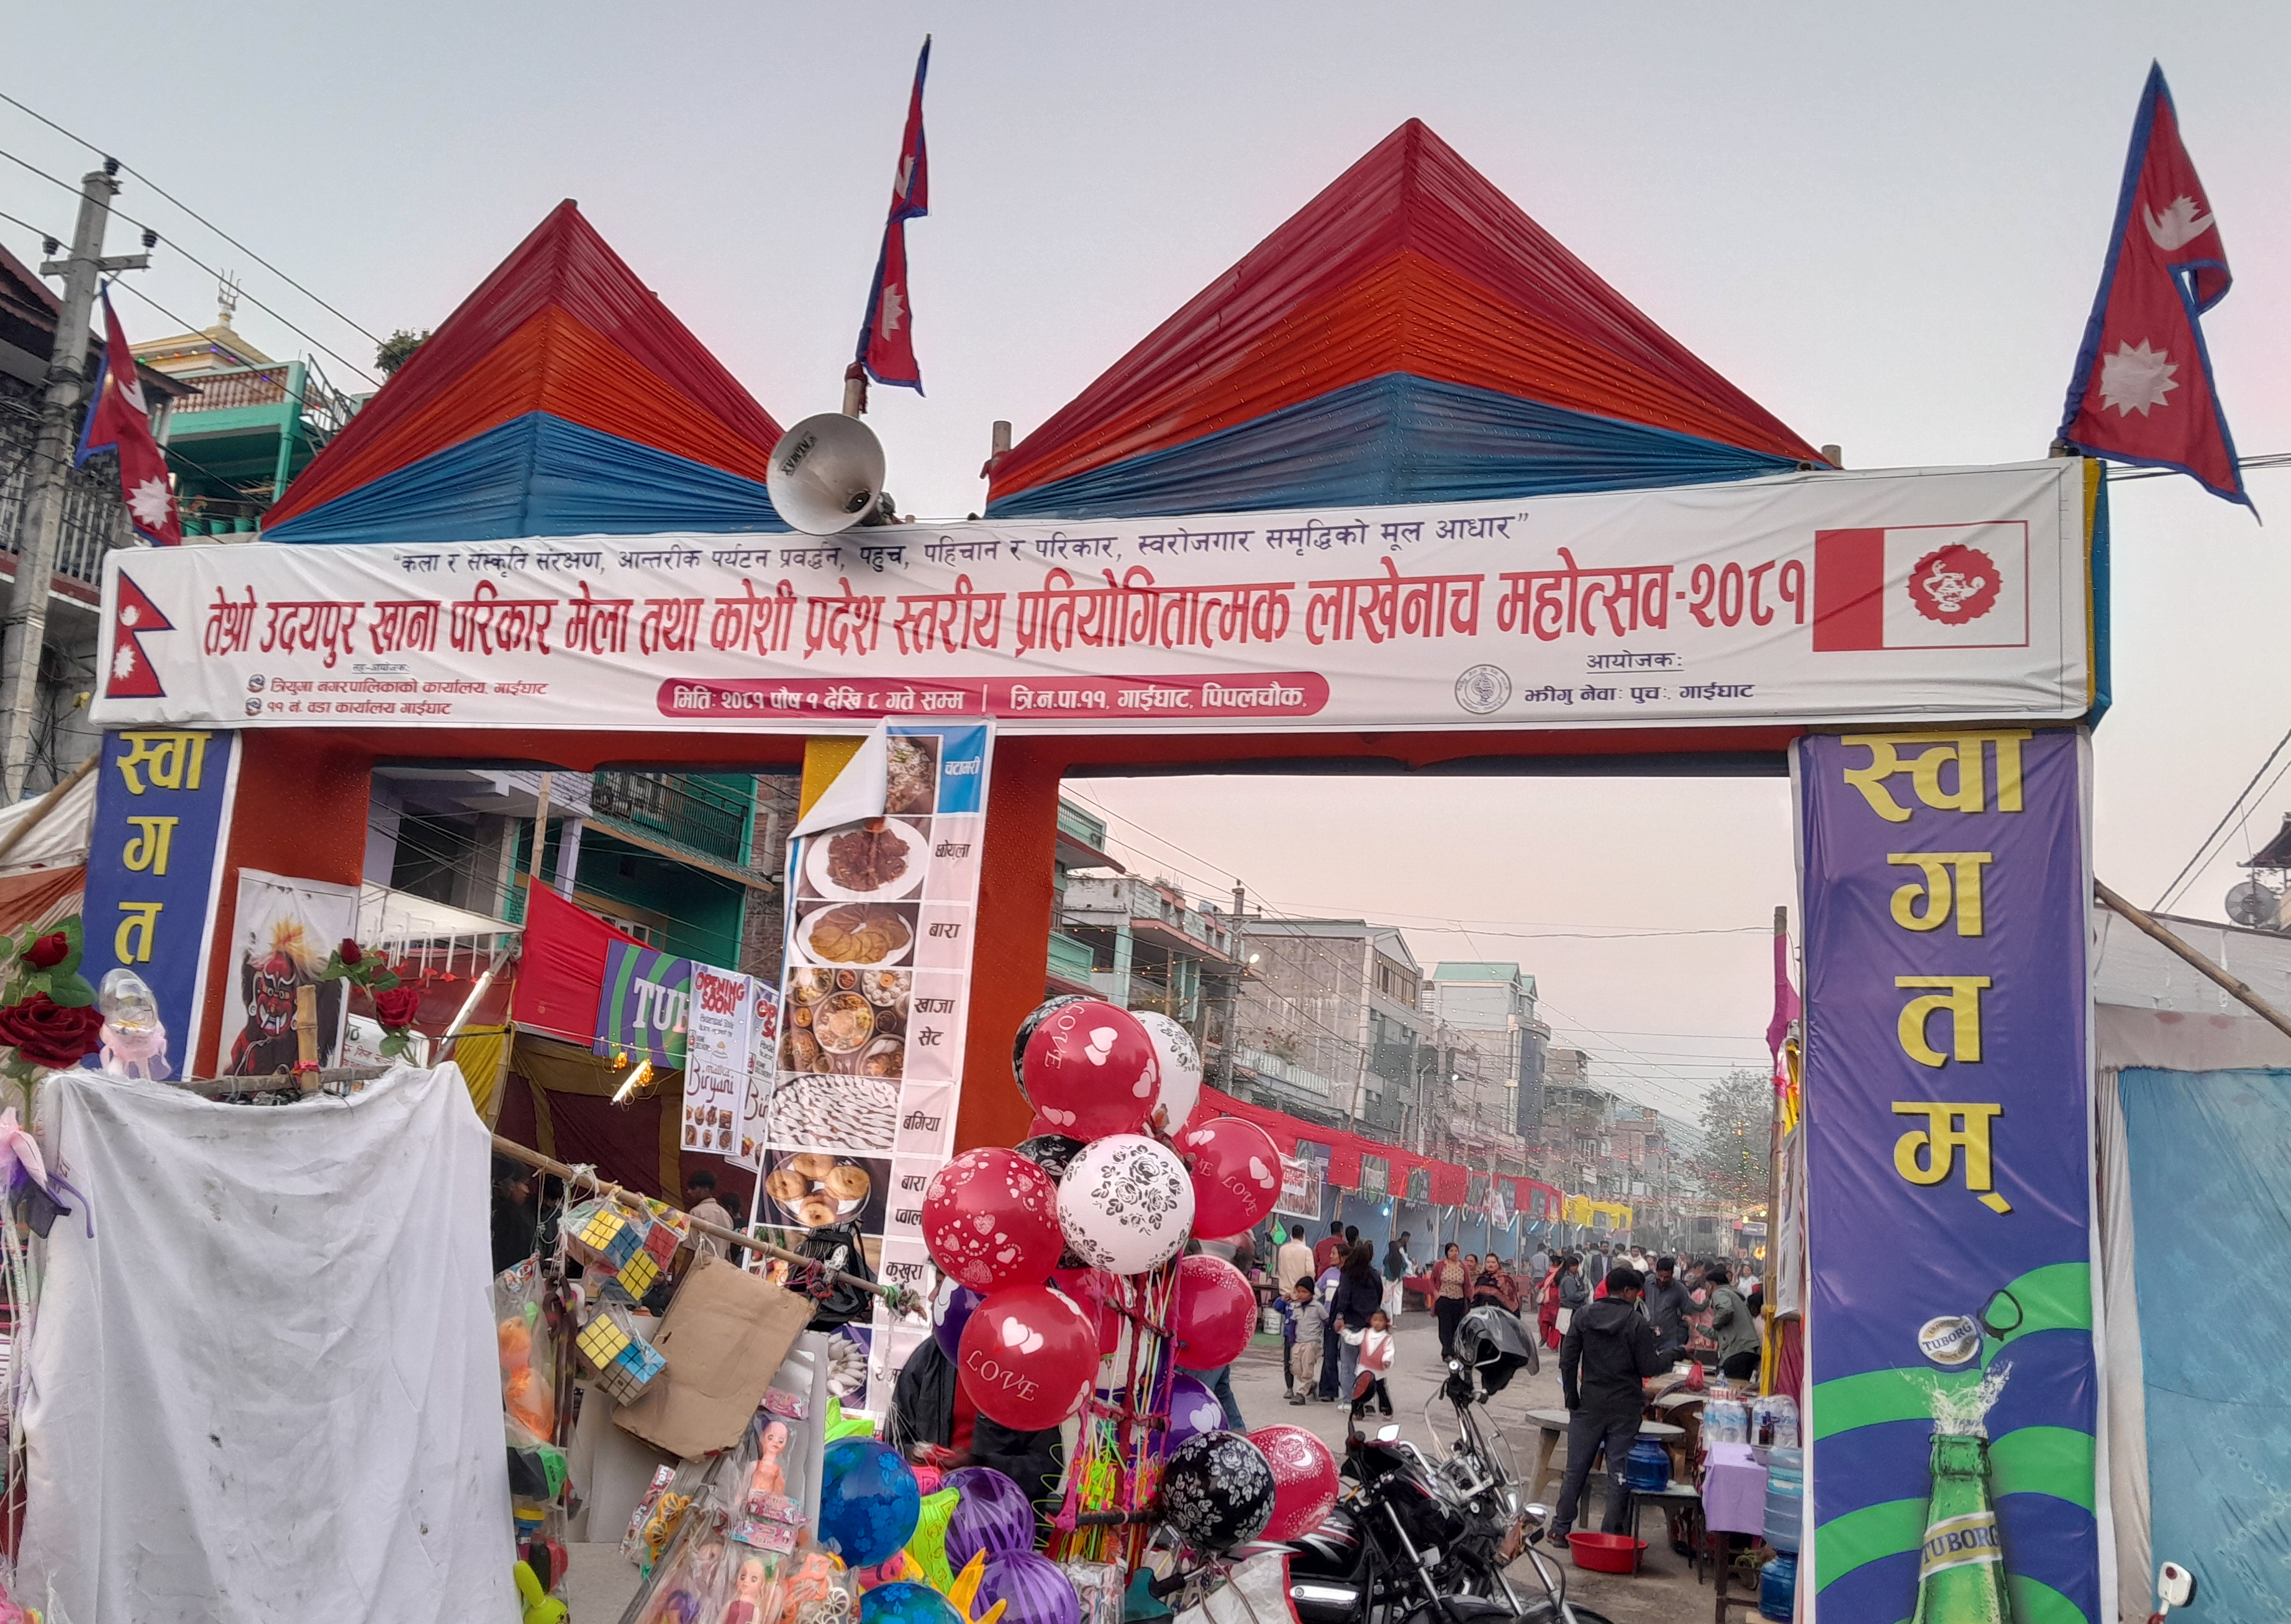 “कला र संस्कृति संरक्षण, आन्तरीक पर्यटन प्रवर्द्धन, पहुच, पहिचान र परिकार, स्वरोजगार समृद्धिको मूल आधार”
तेश्रो उदयपुर खाना परिकार मेला तथा कोशी प्रदेश स्तरीय प्रतियोगितात्मक लाखेनाच महोत्सव-२०८१
सह-आयोजक:
त्रियुगा नगरपालिकाको कार्यालय, गाईघाट
११ नं. वडा कार्यालय गाईघाट
मिति: २०८१ पौष १ देखि ८ गते सम्म | त्रि.न.पा.११, गाईघाट, पिपलचौक,
आयोजक:
झीगु नेवा: पुच:, गाईघाट
स्वा
ग
त
स्वा
ग
त
म्
चटामरी
छोयला
बारा
खाजा
सेट
बगिया
बारा
कुखुरा
OPENING
SOON!
Biryani
TUB
LOVE
LOVE
LOVE
TUBORG
TUBORG